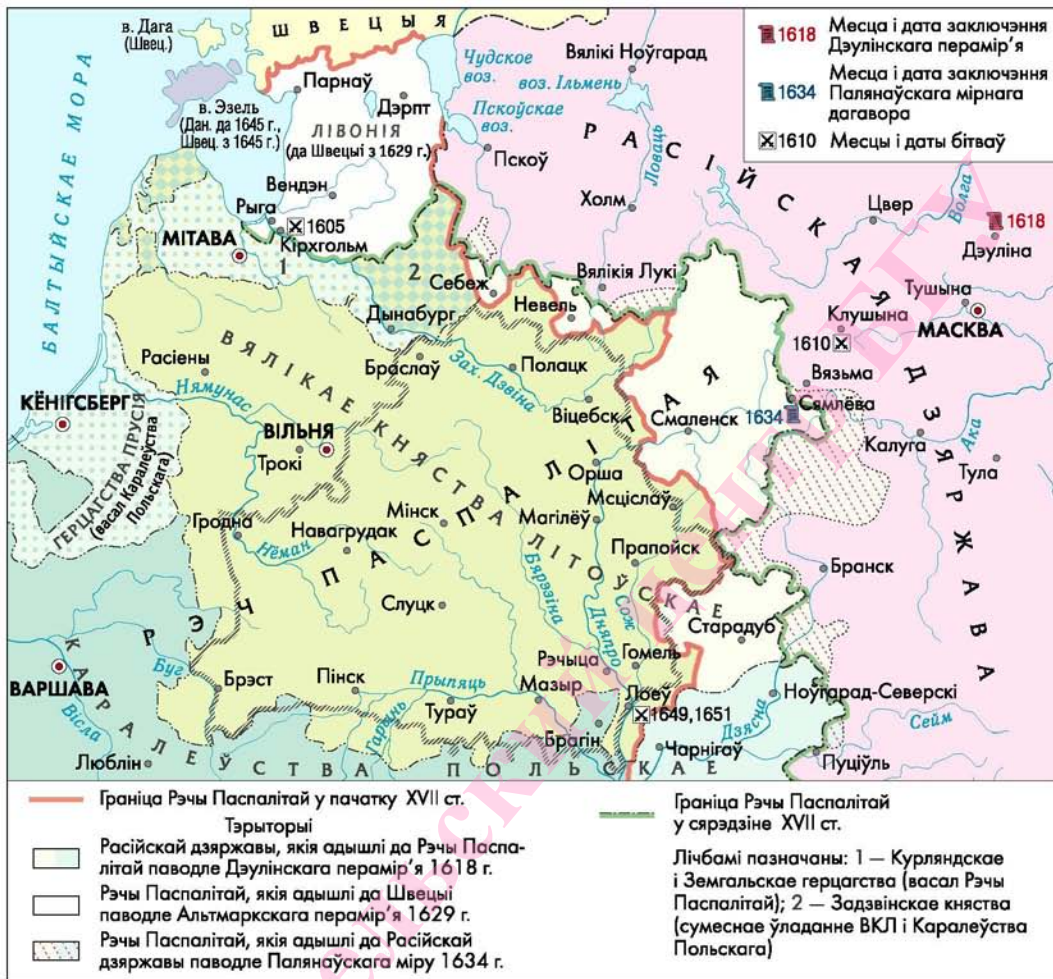 ШВЕЦЫЯ
в. Дага
(Швец.)
в. Эзель
(Дан. да 1645 г.,
Швец. з 1645 г.)
БАЛТЫЙСКАЕ МОРА
Парнаў
Дэрпт
ЛІВОНІЯ
(да Швецыі з 1629 г.)
Вендэн
Рыга
1605
Кірхгольм
МІТАВА
1
2
Чудское
воз.
Пскоўскае
воз.
Вялікі Ноўгарад
воз. Ільмень
Ловаць
Пскоў
Холм
РАСІЙСКАЯ ДЗЯРЖАВА
Цвер
Волга
1618
Дэуліна
Вялікія Лукі
Себеж
Невель
Тушына
Клушына
МАСКВА
1610
Вязьма
Сямлёва
1634
Смаленск
Калуга
Ака
Тула
Дынабург
Браслаў
Зах. Дзвіна
Полацк
Віцебск
Расіены
Нямунас
КЁНІГСБЕРГ
ГЕРЦАГСТВА ПРУСІЯ
(васал Каралеўства
Польскага)
ВЯЛІКАЕ КНЯСТВА ЛІТОЎСКАЕ
ВІЛЬНЯ
Трокі
Орша
Мсціслаў
Гродна
Нёман
Навагрудак
Мінск
Магілёў
Прапойск
Бранск
РЭЧ ПАСПАЛІТАЯ
Слуцк
Бярэзіна
Дняпро
Сож
Старадуб
ВАРШАВА
Вісла
Буг
Брэст
Пінск
Прыпяць
Гарынь
Тураў
Мазыр
Рэчыца
Гомель
Лоеў
1649, 1651
Брагін
Чарнігаў
Дзясна
Ноўгарад-Северскі
Сейм
Пуціўль
Люблін
КАРАЛЕЎСТВА ПОЛЬСКАЕ
1618 Месца і дата заключэння
Дэулінскага перамір’я
Месца і дата заключэння
1634 Палянаўскага мірнага
дагавора
1610 Месцы і даты бітваў
Граніца Рэчы Паспалітай у пачатку XVII ст.
Тэрыторыі
Расійскай дзяржавы, якія адышлі да Рэчы Паспа-
літай паводле Дэулінскага перамір’я 1618 г.
Рэчы Паспалітай, якія адышлі да Швецыі
паводле Альтмаркскага перамір’я 1629 г.
Рэчы Паспалітай, якія адышлі да Расійскай
дзяржавы паводле Палянаўскага міру 1634 г.
Граніца Рэчы Паспалітай
у сярэдзіне XVII ст.
Лічбамі пазначаны: 1 — Курляндскае
і Земгальскае герцагства (васал Рэчы
Паспалітай); 2 — Задзвінскае княства
(сумеснае ўладанне ВКЛ і Каралеўства
Польскага)